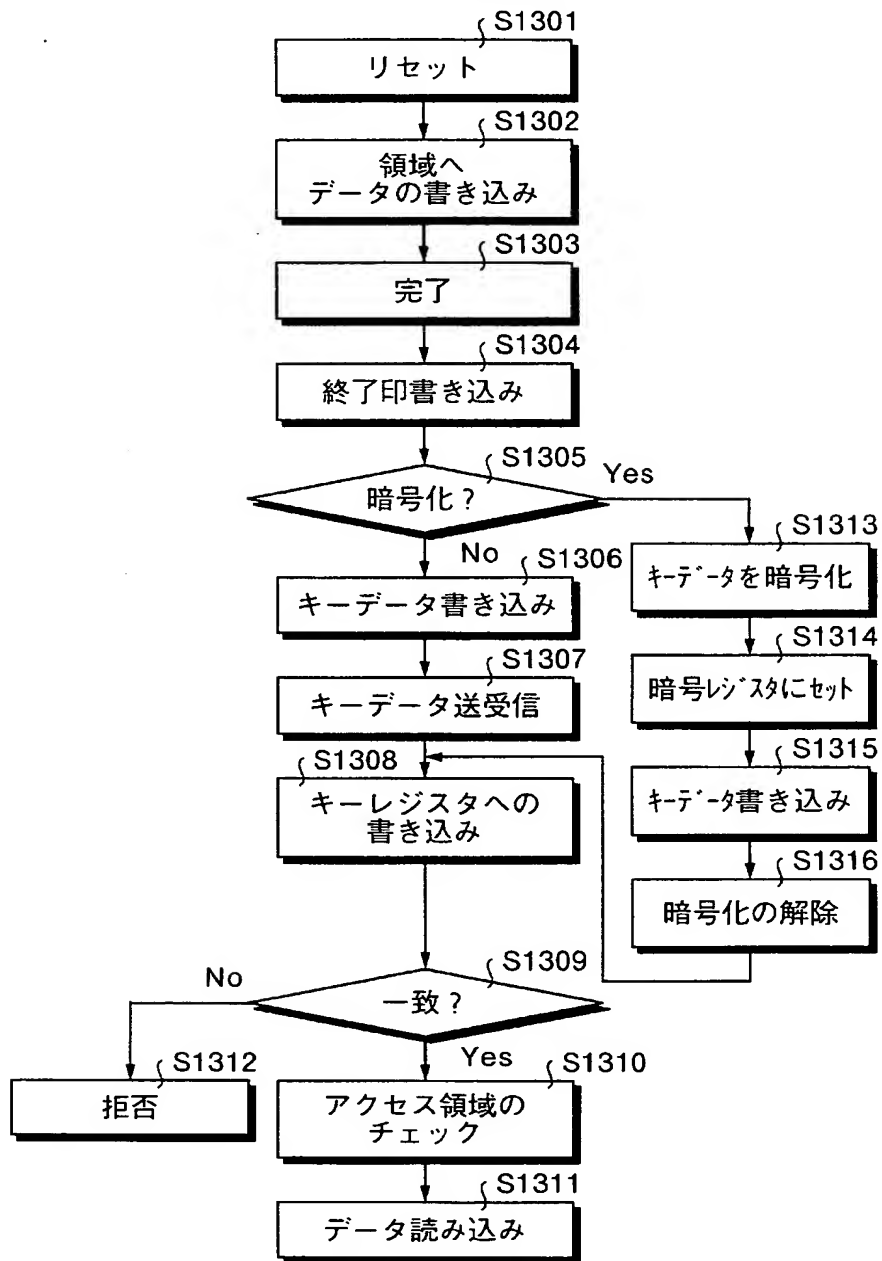 S1301
リセット
S1302
領域へ
データの書き込み
S1303
完了
S1304
終了印書き込み
S1305
暗号化？
Yes
No
S1306
キーデータ書き込み
S1307
キーデータ送受信
S1308
キーレジスタへの
書き込み
S1313
ｷｰﾃﾞｰﾀを暗号化
S1314
暗号ﾚｼﾞｽﾀにｾｯﾄ
S1315
ｷｰﾃﾞｰﾀ書き込み
S1316
暗号化の解除
S1309
一致？
No
Yes
S1312
拒否
S1310
アクセス領域の
チェック
S1311
データ読み込み